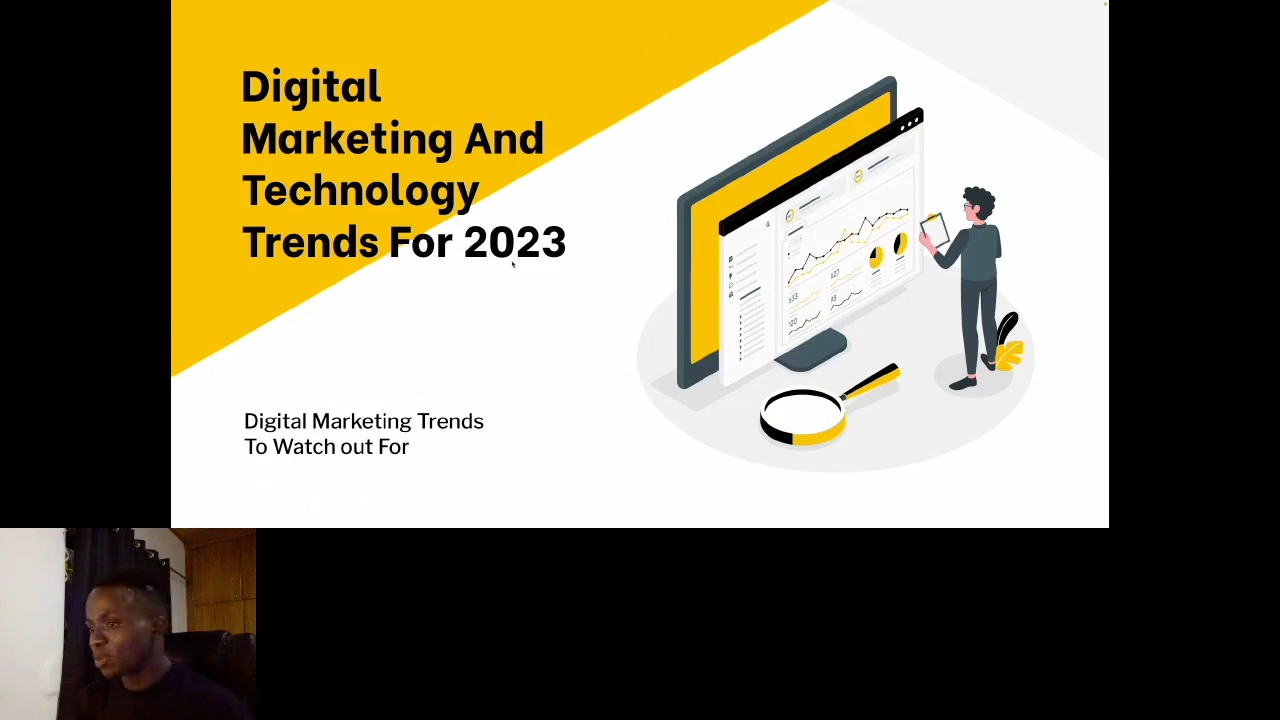 Digital
Marketing And
Technology
Trends For 2023
Digital Marketing Trends
To Watch out For